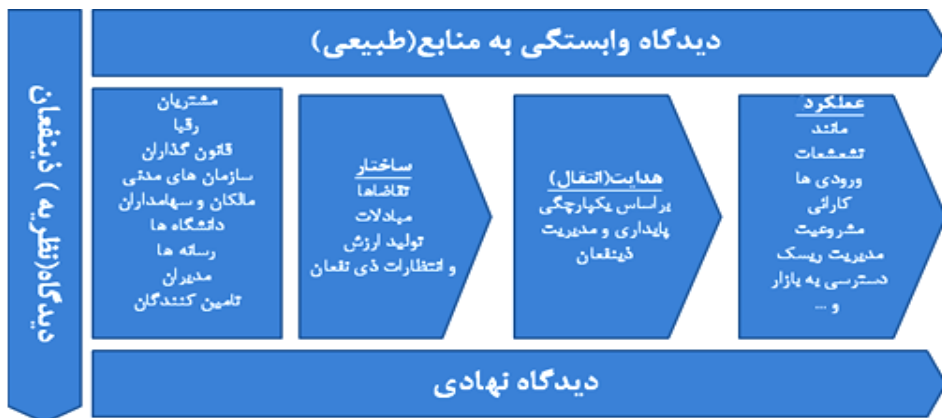 دیدگاه وابستگی به منابع(طبیعی)
دیدگاه(نظریه) ذینفعان
مشتریان
رقبا
قانون گذاران
سازمان های مدنی
مالکان و سهامداران
دانشگاه ها
رسانه ها
مدیران
تامین کنندگان
ساختار
تقاضاها
مبادلات
تولید ارزش
و انتظارات ذی نفعان
هدایت(انتقال)
براساس یکپارچگی
پایداری و مدیریت
ذینفعان
عملکرد
مانند
تشعشعات
ورودی ها
کارائی
مشروعیت
مدیریت ریسک
دسترسی به بازار
و ...
دیدگاه نهادی